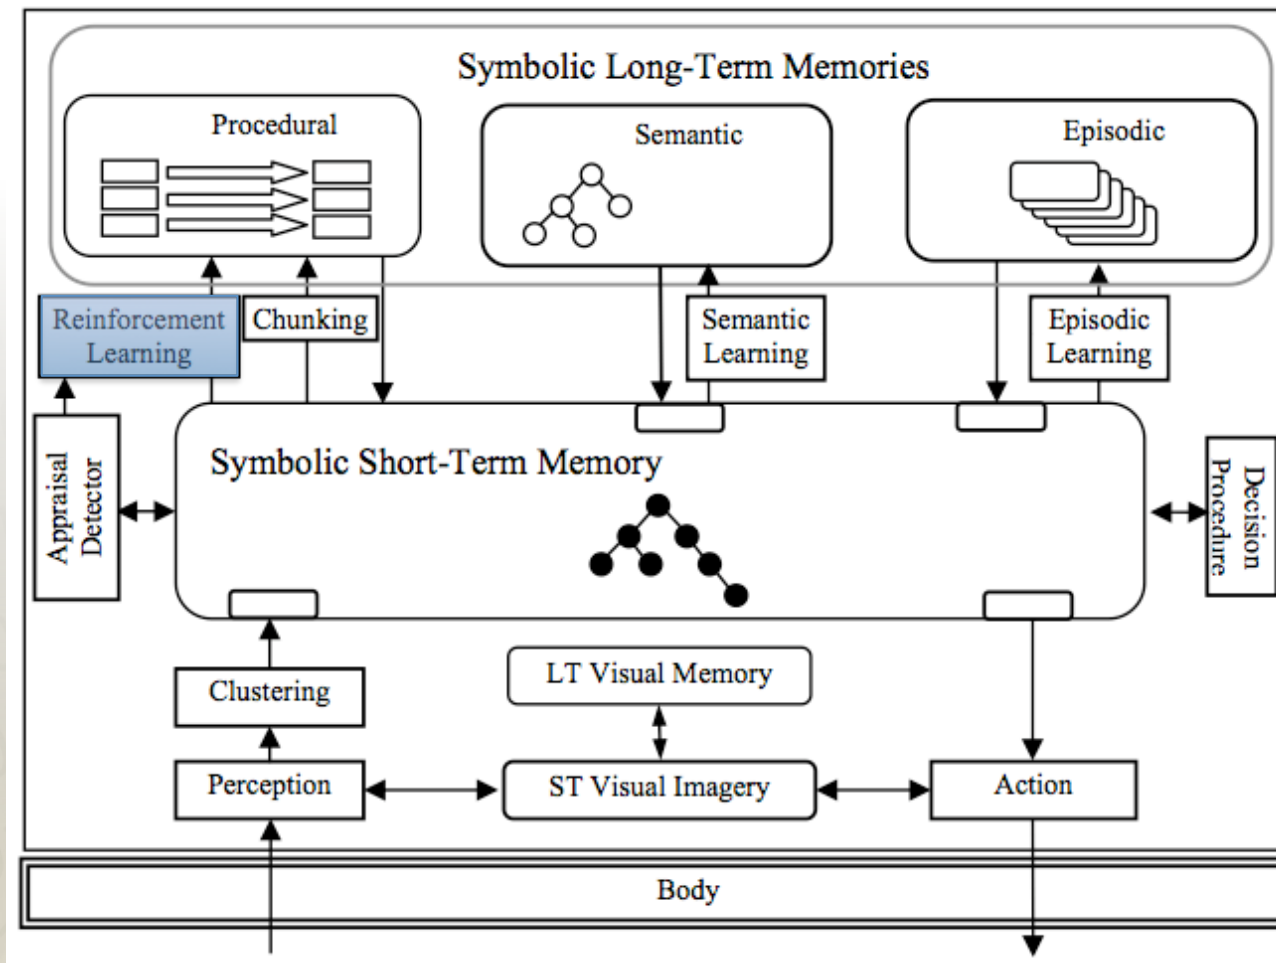 Symbolic Long-Term Memories
Procedural
Semantic
Episodic
Reinforcement
Learning
Chunking
Semantic
Learning
Episodic
Learning
Appraisal
Detector
Symbolic Short-Term Memory
Decision
Procedure
Clustering
LT Visual Memory
Perception
ST Visual Imagery
Action
Body